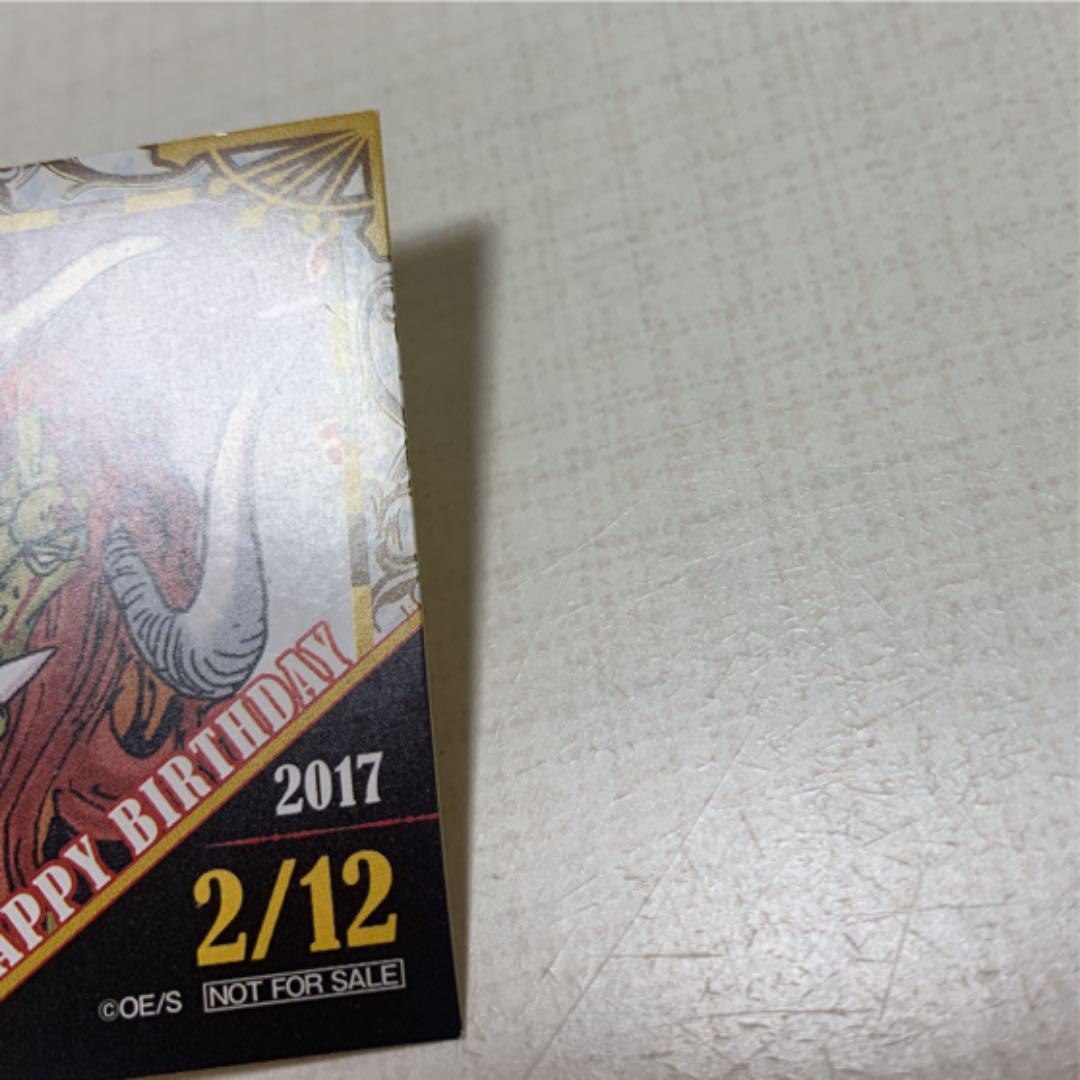 APPY BIRTHDAY
2017
2/12
©OE/S NOT FOR SALE